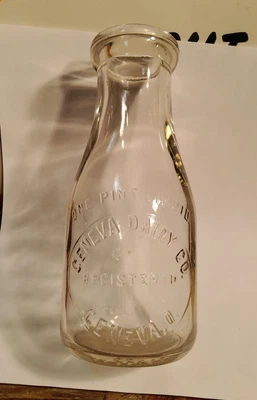 ONE PINT LIQUID
GENEVA DAIRY CO.
REGISTERED
GENEVA, N.